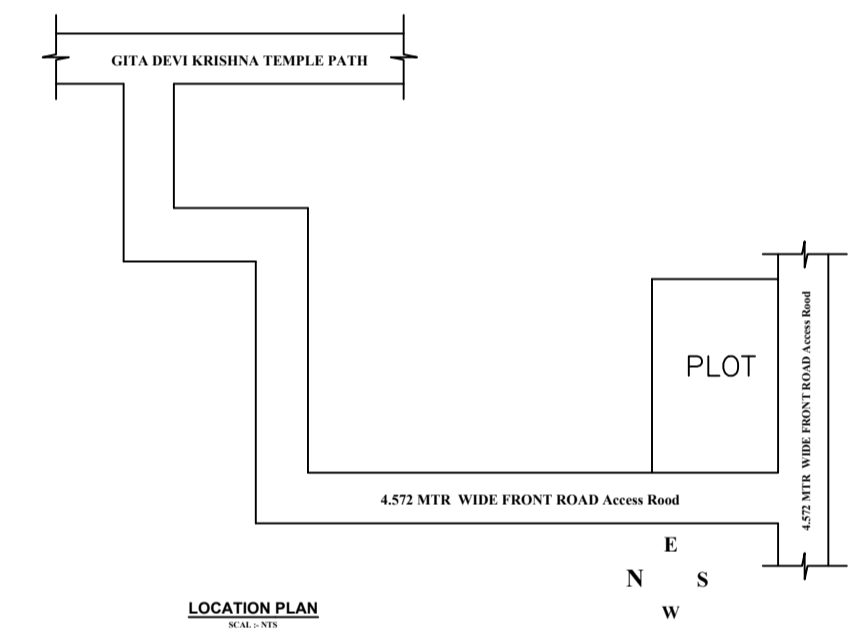 GITA DEVI KRISHNA TEMPLE PATH
PLOT
4.572 MTR WIDE FRONT ROAD Access Rood
4.572 MTR WIDE FRONT ROAD Access Rood
E
N S
W
LOCATION PLAN
SCAL :- NTS